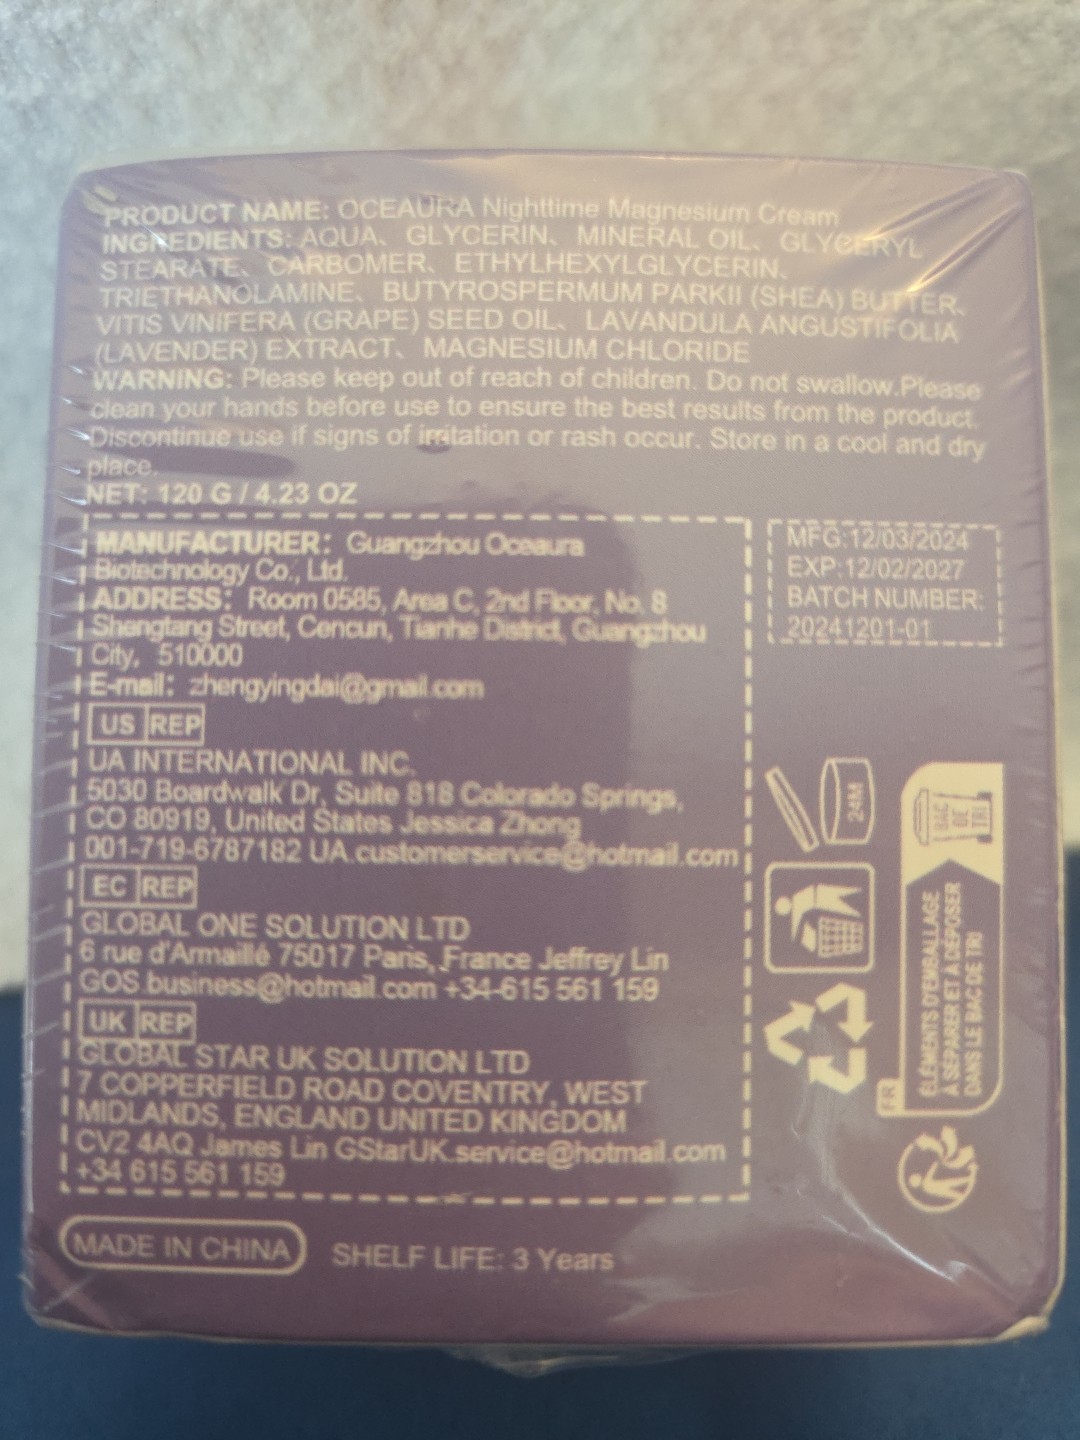 PRODUCT NAME: OCEAURA Nighttime Magnesium Cream
INGREDIENTS: AQUA、GLYCERIN、MINERAL OIL、GLYCERYL
STEARATE、CARBOMER、ETHYLHEXYLGLYCERIN、
TRIETHANOLAMINE、BUTYROSPERMUM PARKII (SHEA) BUTTER、
VITIS VINIFERA (GRAPE) SEED OIL、LAVANDULA ANGUSTIFOLIA
(LAVENDER) EXTRACT、MAGNESIUM CHLORIDE
WARNING: Please keep out of reach of children. Do not swallow.Please
clean your hands before use to ensure the best results from the product.
Discontinue use if signs of irritation or rash occur. Store in a cool and dry
place.
NET: 120 G / 4.23 OZ
MANUFACTURER： Guangzhou Oceaura
Biotechnology Co., Ltd.
ADDRESS： Room 0585, Area C, 2nd Floor, No. 8
Shengtang Street, Cencun, Tianhe District, Guangzhou
City, 510000
E-mail： zhengyingdai@gmail.com
US REP
UA INTERNATIONAL INC.
5030 Boardwalk Dr, Suite 818 Colorado Springs,
CO 80919, United States Jessica Zhong
001-719-6787182 UA.customerservice@hotmail.com
EC REP
GLOBAL ONE SOLUTION LTD
6 rue d'Armaillé 75017 Paris, France Jeffrey Lin
GOS.business@hotmail.com +34-615 561 159
UK REP
GLOBAL STAR UK SOLUTION LTD
7 COPPERFIELD ROAD COVENTRY, WEST
MIDLANDS, ENGLAND UNITED KINGDOM
CV2 4AQ James Lin GStarUK.service@hotmail.com
+34 615 561 159
MADE IN CHINA
SHELF LIFE: 3 Years
MFG:12/03/2024
EXP:12/02/2027
BATCH NUMBER:
20241201-01
24M
BAC
DE
TRI
ÉLÉMENTS D'EMBALLAGE
À SÉPARER ET À DÉPOSER
DANS LE BAC DE TRI
FR